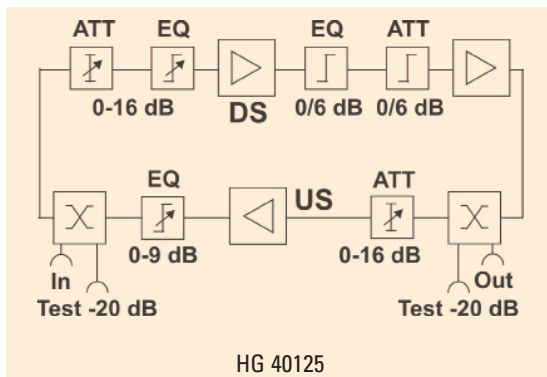 ATT EQ EQ ATT
0-16 dB DS 0/6 dB 0/6 dB
EQ US ATT
0-9 dB 0-16 dB
In Out
Test -20 dB Test -20 dB
HG 40125